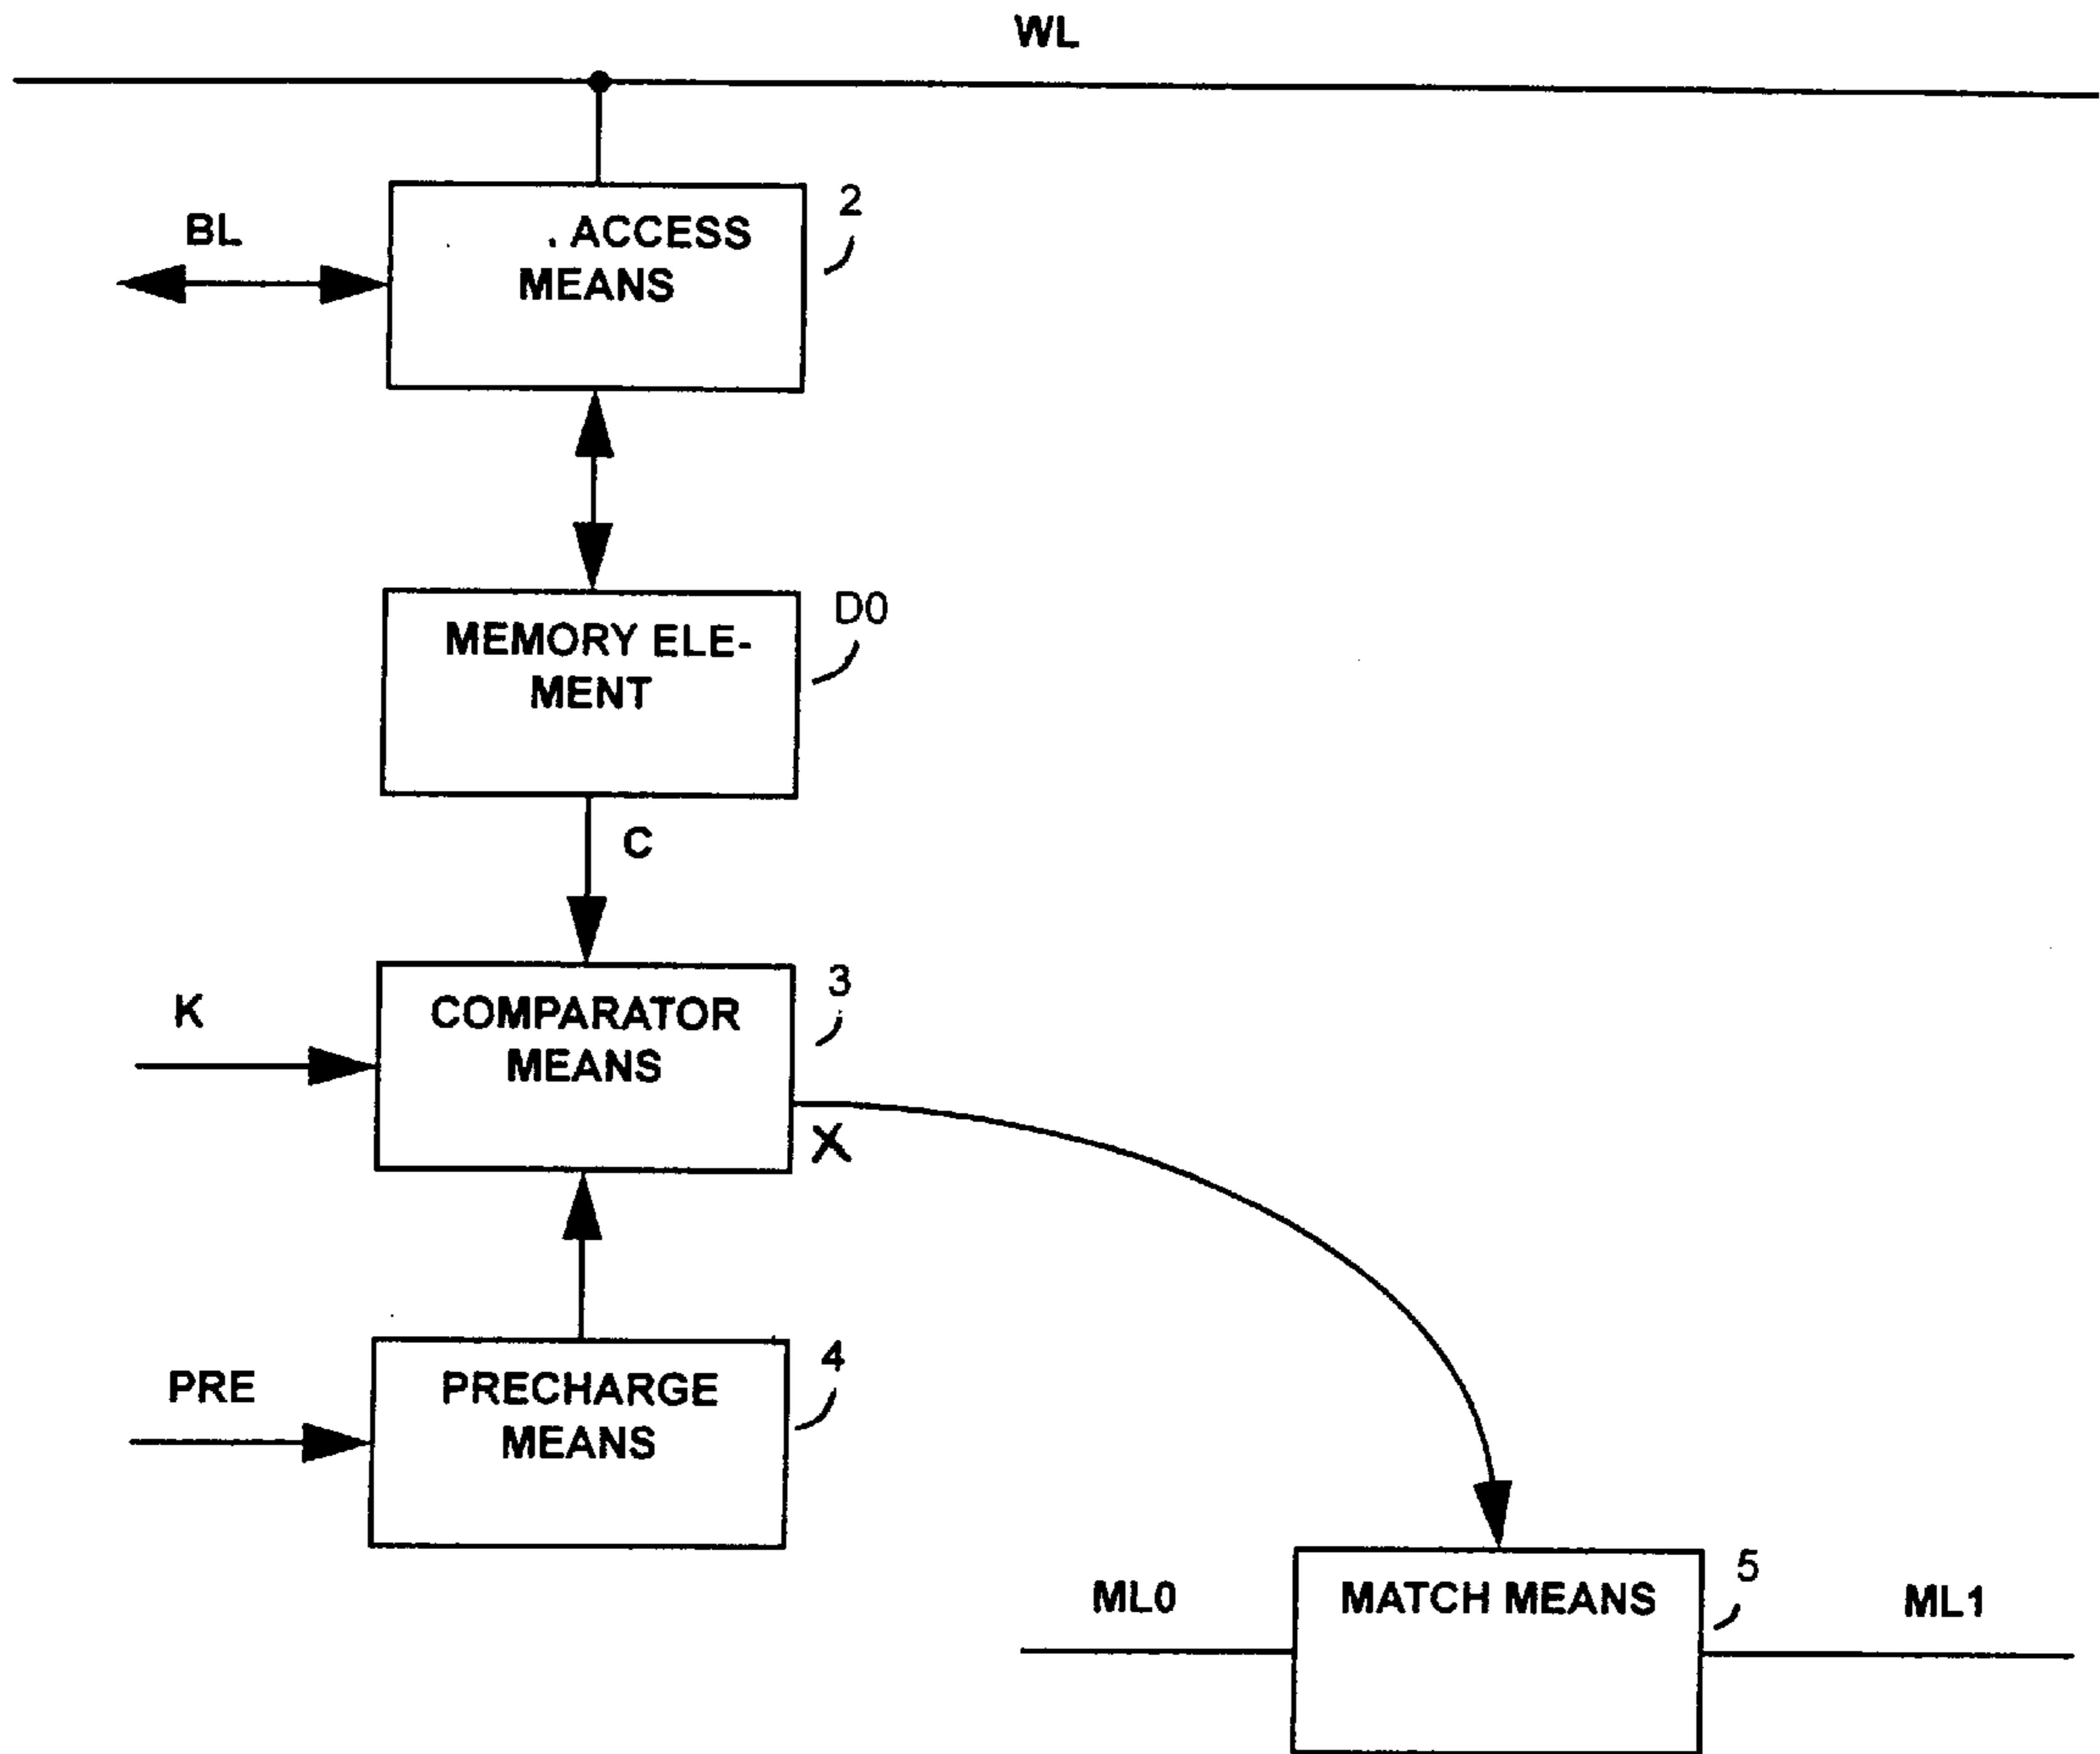 WL
2
BL
. ACCESS
MEANS
D0
MEMORY ELE-
MENT
C
3
K
COMPARATOR
MEANS
X
4
PRE
PRECHARGE
MEANS
5
ML0
MATCH MEANS
ML1